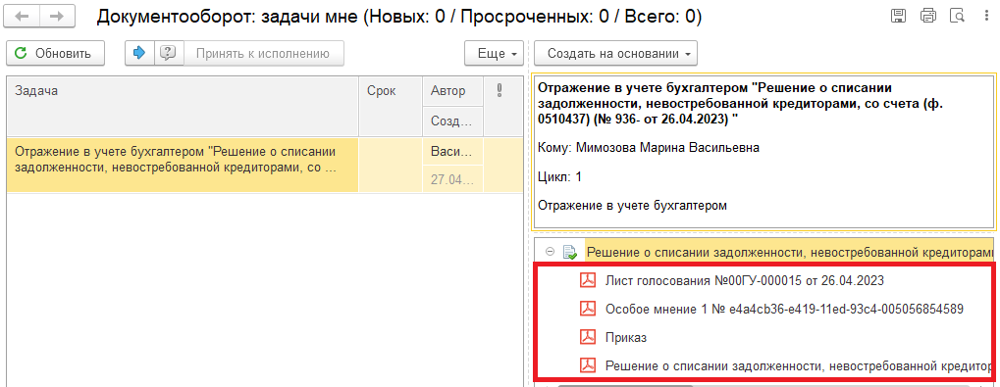 Документооборот: задачи мне (Новых: 0 / Просроченных: 0 / Всего: 0)
Обновить
Принять к исполнению
Еще
Создать на основании
Задача
Срок
Автор
Созд...
Отражение в учете бухгалтером "Решение о списании
задолженности, невостребованной кредиторами, со ...
Васи...
27.04...
Отражение в учете бухгалтером "Решение о списании
задолженности, невостребованной кредиторами, со счета (ф.
0510437) (№ 936- от 26.04.2023) "
Кому: Мимозова Марина Васильевна
Цикл: 1
Отражение в учете бухгалтером
Решение о списании задолженности, невостребованной кредиторами
Лист голосования №00ГУ-000015 от 26.04.2023
Особое мнение 1 № e4a4cb36-e419-11ed-93c4-005056854589
Приказ
Решение о списании задолженности, невостребованной кредитор